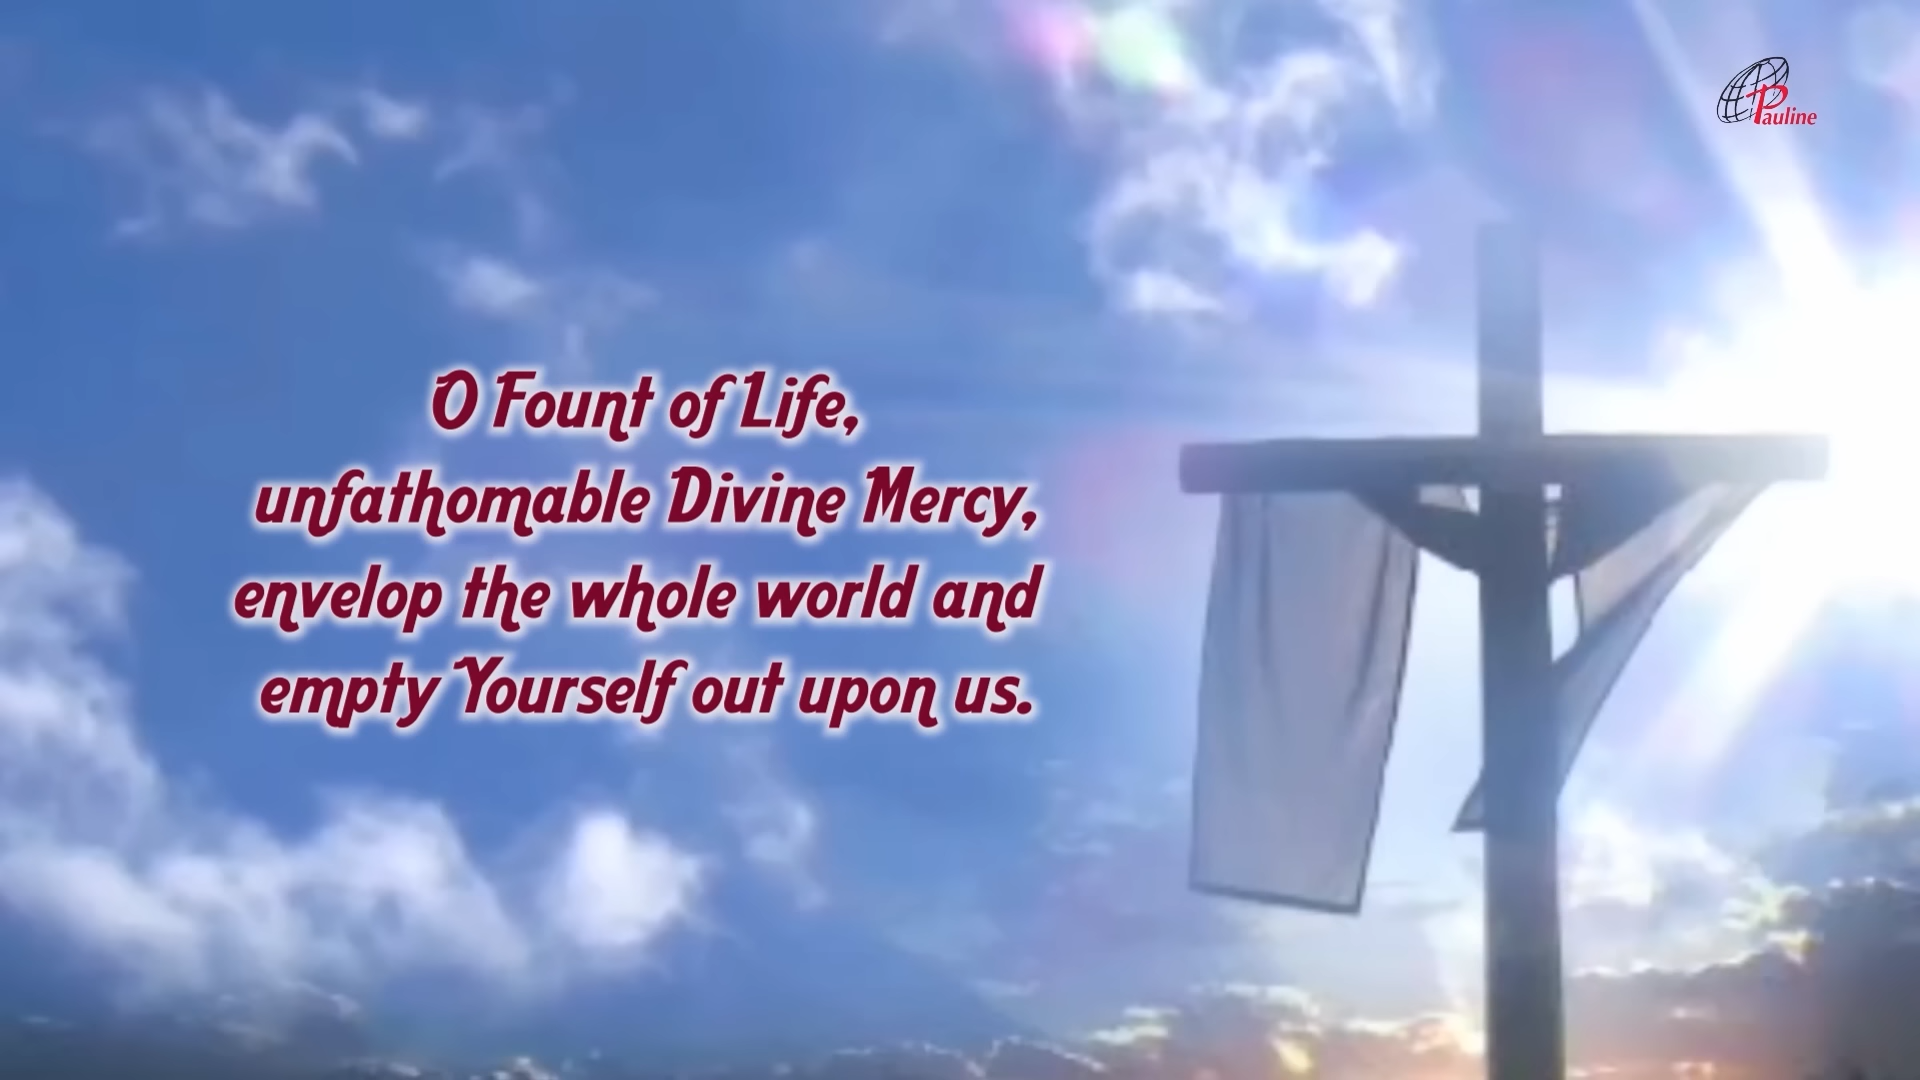 Pauline
O Fount of Life,
unfathomable Divine Mercy,
envelop the whole world and
empty Yourself out upon us.